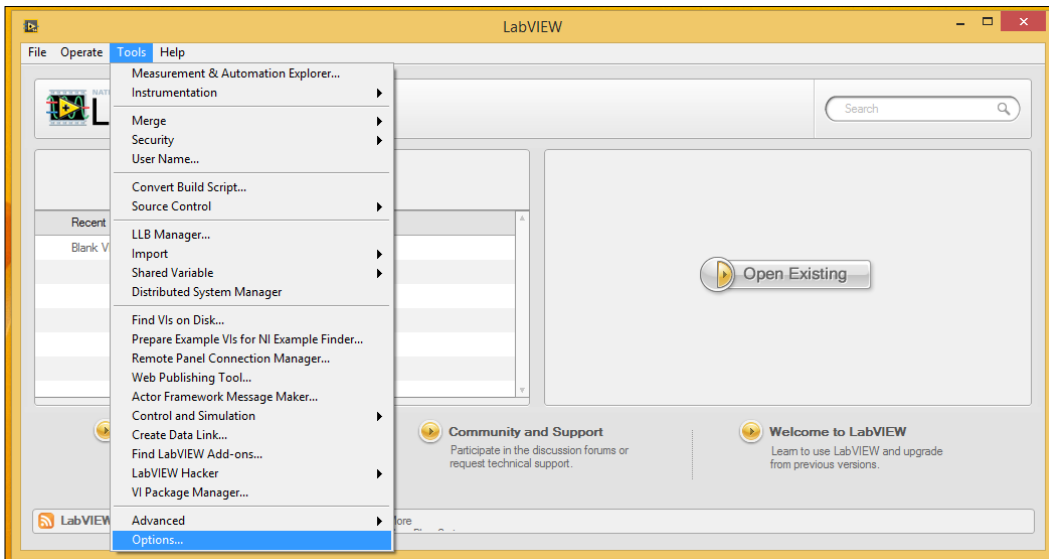 LabVIEW
File Operate Tools Help
Measurement & Automation Explorer...
Instrumentation
Merge
Security
User Name...
Convert Build Script...
Source Control
LLB Manager...
Import
Shared Variable
Distributed System Manager
Find VIs on Disk...
Prepare Example VIs for NI Example Finder...
Remote Panel Connection Manager...
Web Publishing Tool...
Actor Framework Message Maker...
Control and Simulation
Create Data Link...
Find LabVIEW Add-ons...
LabVIEW Hacker
VI Package Manager...
Advanced
Options...
NAT
L
Search
Recent
Blank V
Open Existing
Community and Support
Participate in the discussion forums or
request technical support.
Welcome to LabVIEW
Learn to use LabVIEW and upgrade
from previous versions.
LabVIEW